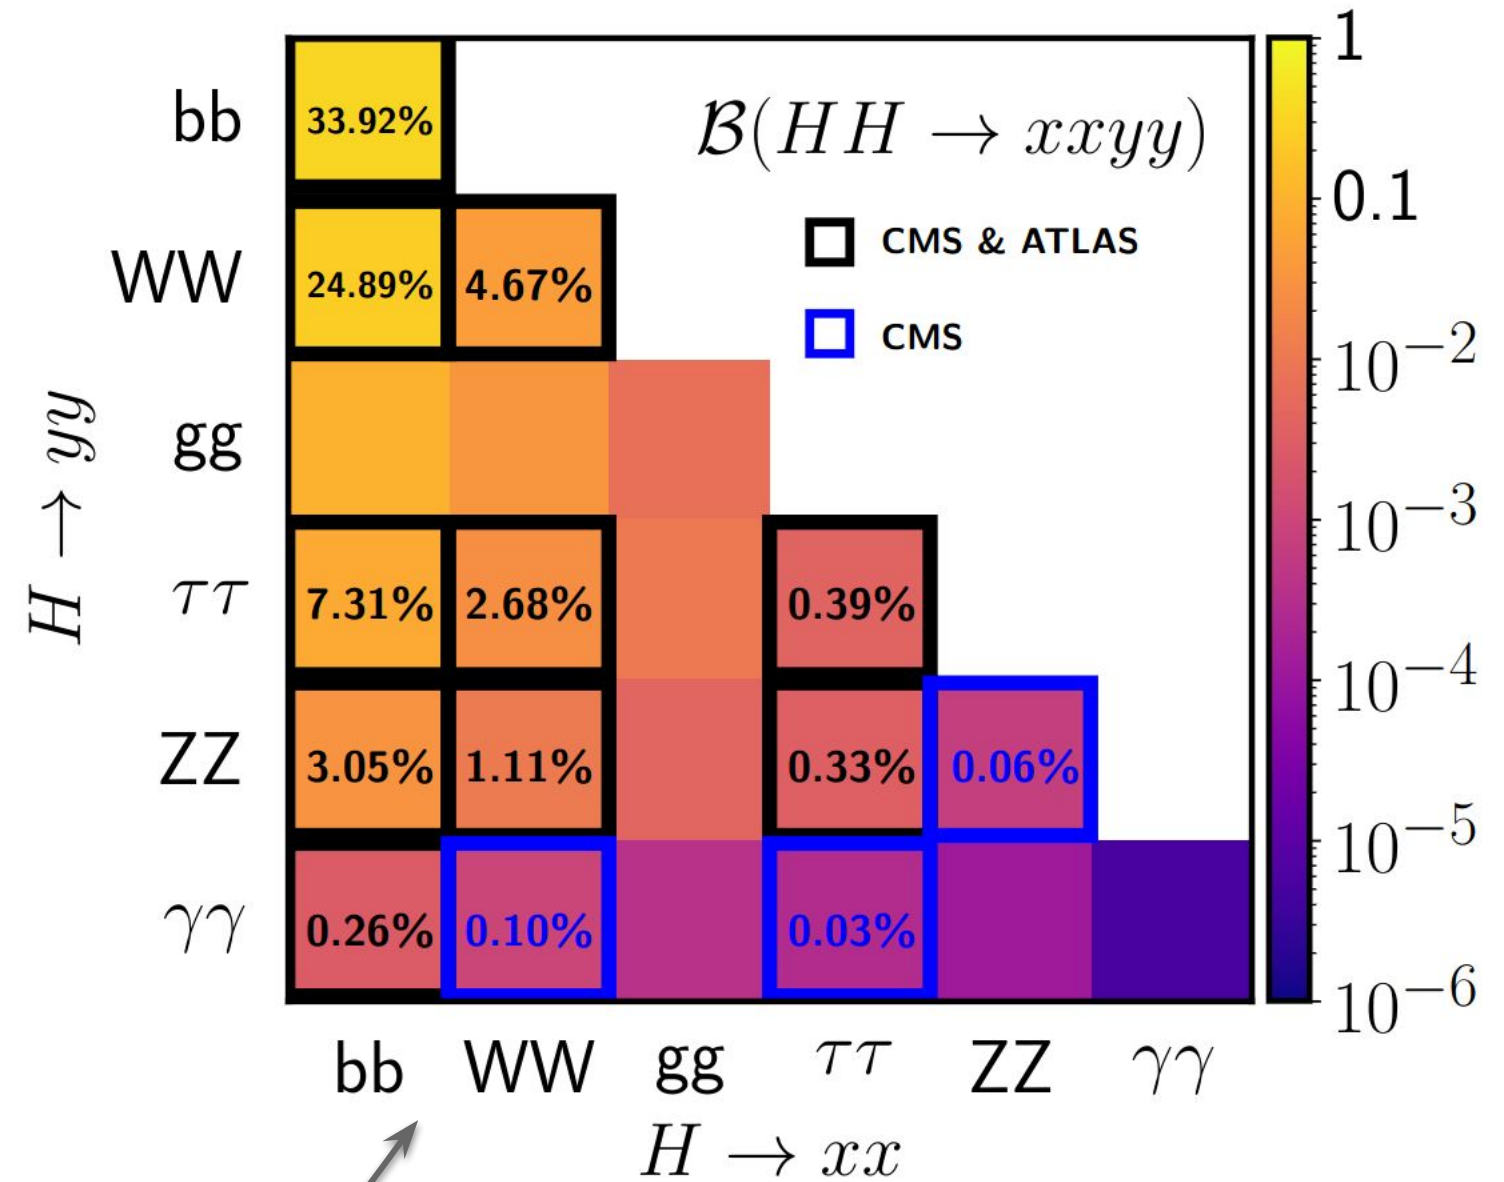 B(HH → xxyy)
CMS & ATLAS
CMS
H → yy
bb 33.92%
WW 24.89% 4.67%
gg
ττ 7.31% 2.68% 0.39%
ZZ 3.05% 1.11% 0.33% 0.06%
γγ 0.26% 0.10% 0.03%
bb WW gg ττ ZZ γγ
H → xx
1
0.1
10⁻²
10⁻³
10⁻⁴
10⁻⁵
10⁻⁶